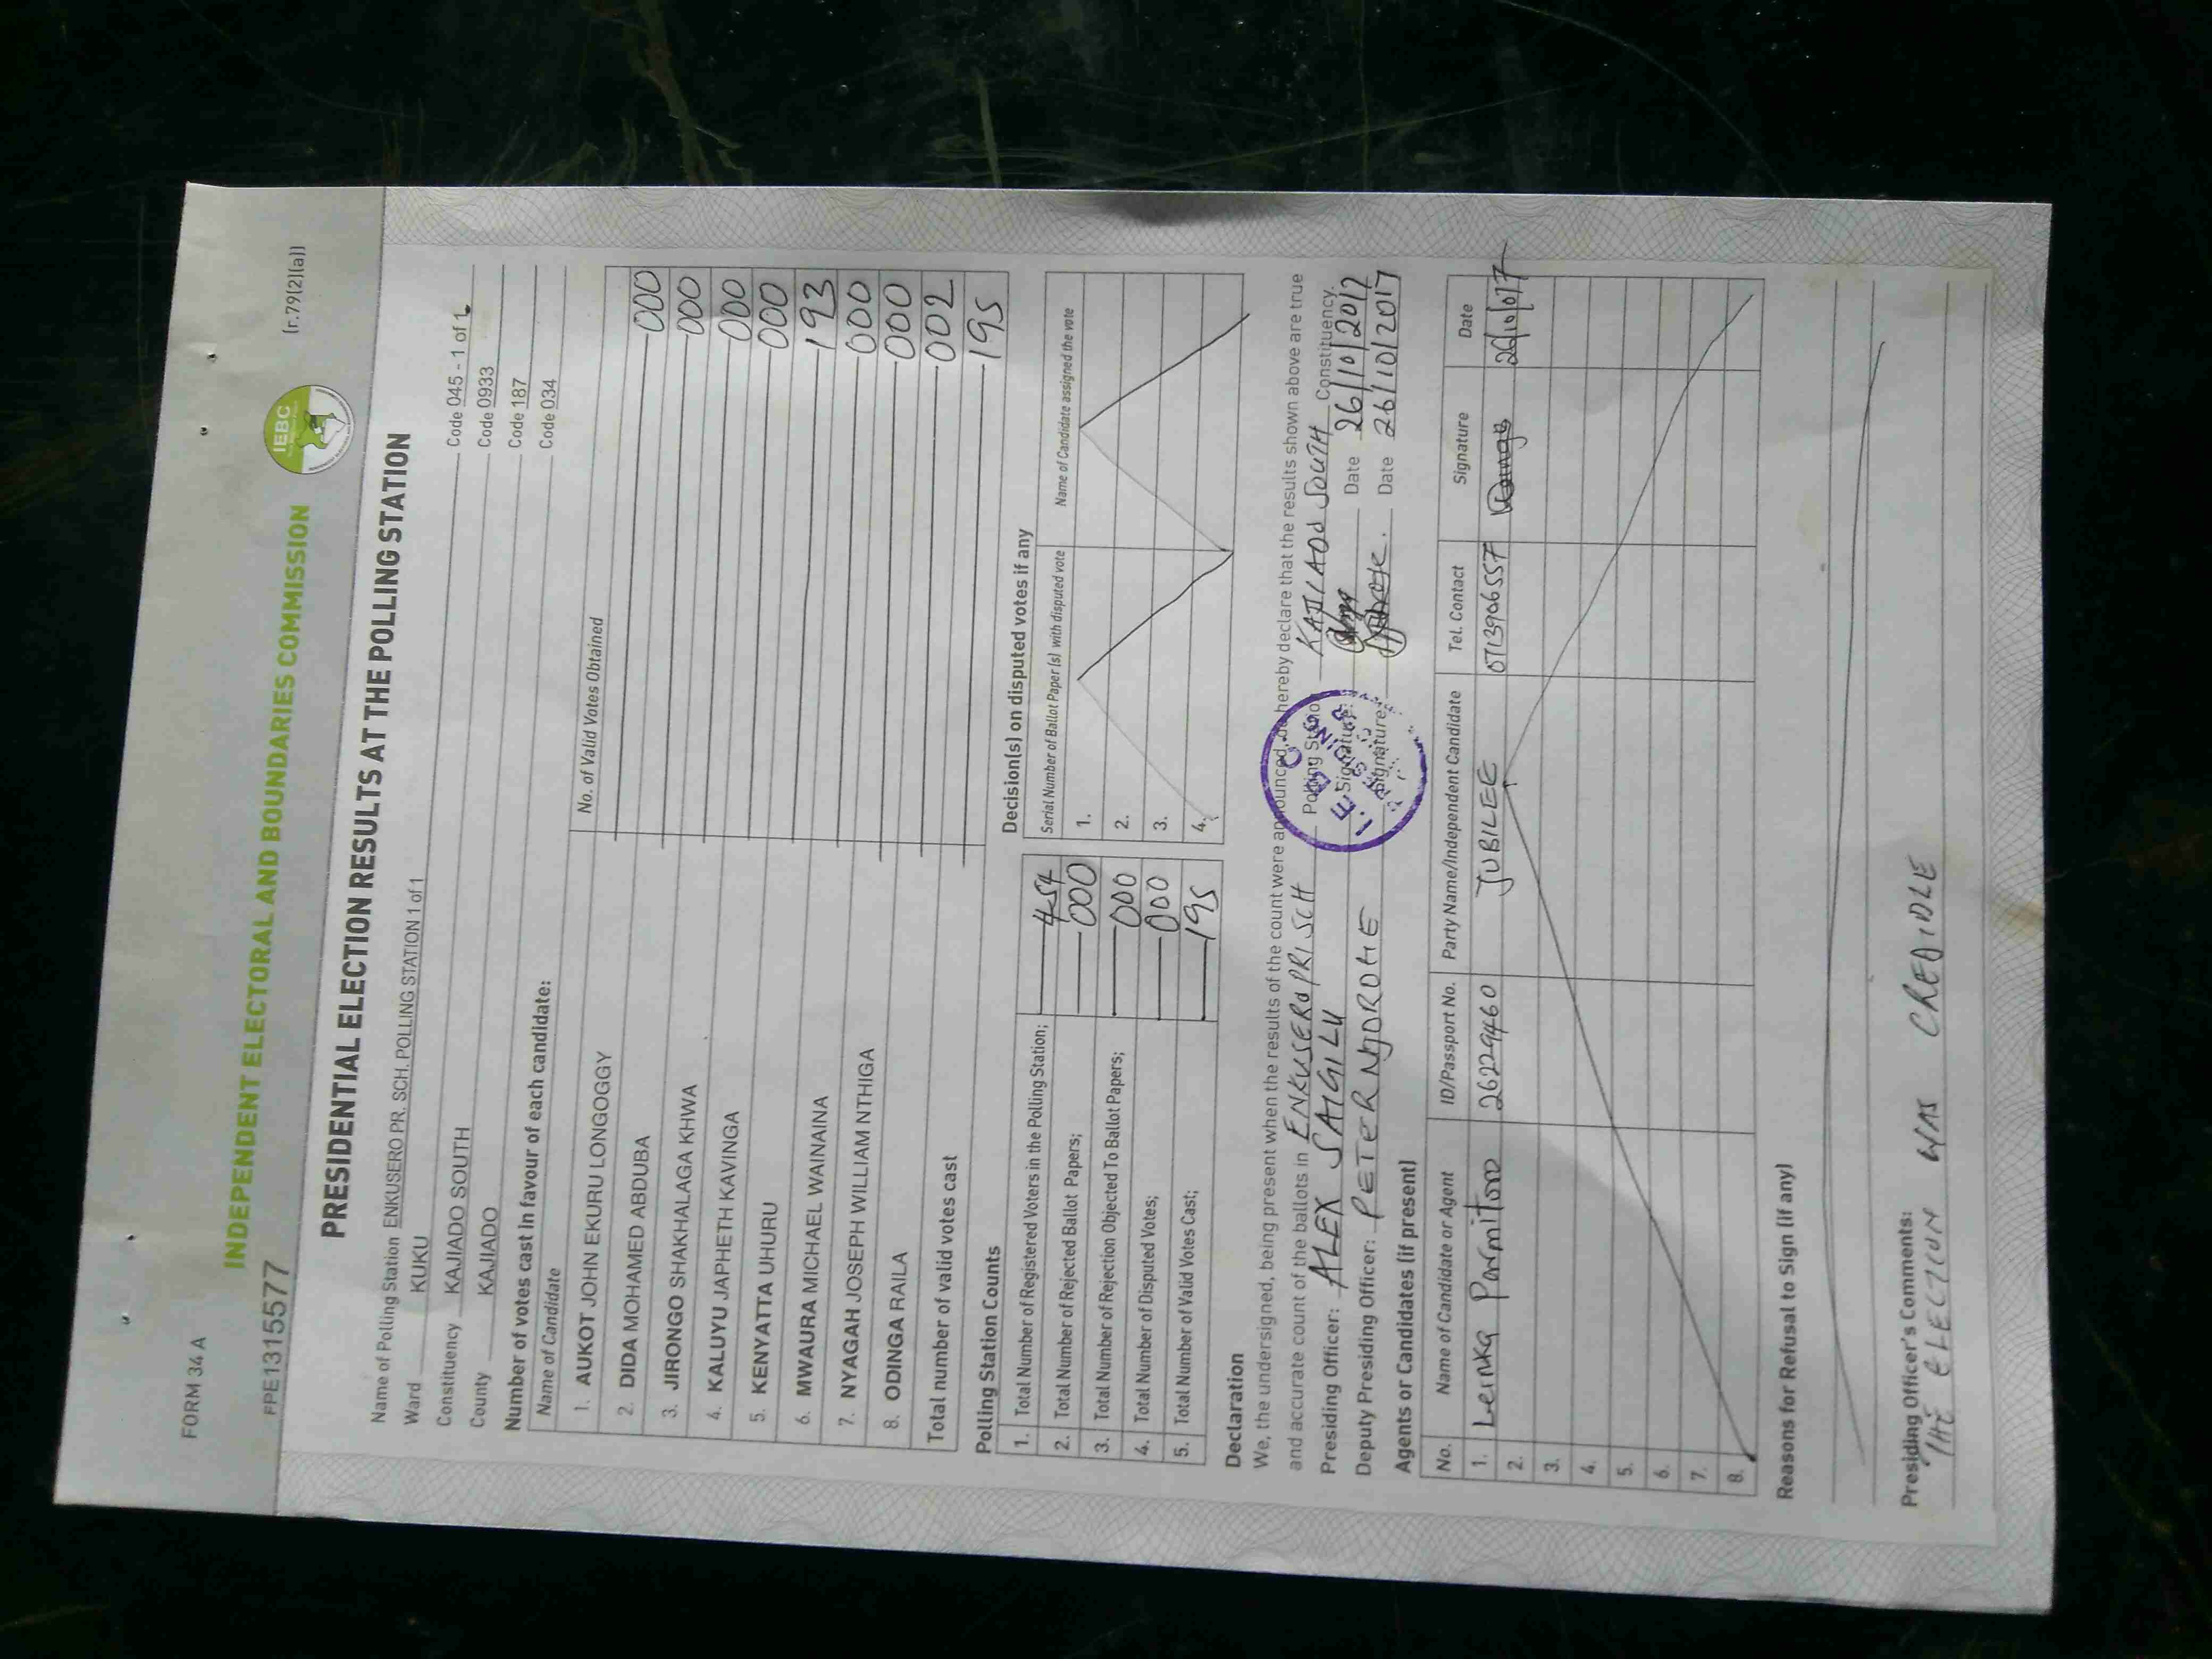 FORM 34 A
(r.79(2)(a))
INDEPENDENT ELECTORAL AND BOUNDARIES COMMISSION
IEBC
PPE1315577
PRESIDENTIAL ELECTION RESULTS AT THE POLLING STATION
Name of Polling Station ENKUSERO PR. SCH. POLLING STATION 1 of 1 Code 045 - 1 of 1
Ward KUKU Code 0933
Constituency KAJIADO SOUTH Code 187
County KAJIADO Code 034
Number of votes cast in favour of each candidate:
Name of Candidate No. of Valid Votes Obtained
1. AUKOT JOHN EKURU LONGOGGY 000
2. DIDA MOHAMED ABDUBA 000
3. JIRONGO SHAKHALAGA KHWA 000
4. KALUYU JAPHETH KAVINGA 000
5. KENYATTA UHURU 193
6. MWAURA MICHAEL WAINAINA 000
7. NYAGAH JOSEPH WILLIAM NTHIGA 000
8. ODINGA RAILA 002
Total number of valid votes cast 195
Polling Station Counts
1. Total Number of Registered Voters in the Polling Station; 454
2. Total Number of Rejected Ballot Papers; 000
3. Total Number of Rejection Objected To Ballot Papers; 000
4. Total Number of Disputed Votes; 000
5. Total Number of Valid Votes Cast; 195
Decision(s) on disputed votes if any
Serial Number of Ballot Paper (s) with disputed vote Name of Candidate assigned the vote
1.
2.
3.
4.
Declaration
We, the undersigned, being present when the results of the count were announced, do hereby declare that the results shown above are true
and accurate count of the ballots in ENKUSERO PRI SCH Polling Station KAJIADO SOUTH Constituency.
Presiding Officer: ALEX SAIGILU Signature: Date 26/10/2017
Deputy Presiding Officer: PETER NJOROHE Signature: Date 26/10/2017
I.E.B.C
PRESIDING
Agents or Candidates (if present)
No. Name of Candidate or Agent ID/Passport No. Party Name/Independent Candidate Tel. Contact Signature Date
1. Leinka Parmitoro 26229460 JUBILEE 0713906557 26/10/017
2.
3.
4.
5.
6.
7.
8.
Reasons for Refusal to Sign (if any)
Presiding Officer's Comments:
THE ELECTION WAS CREDIDLE